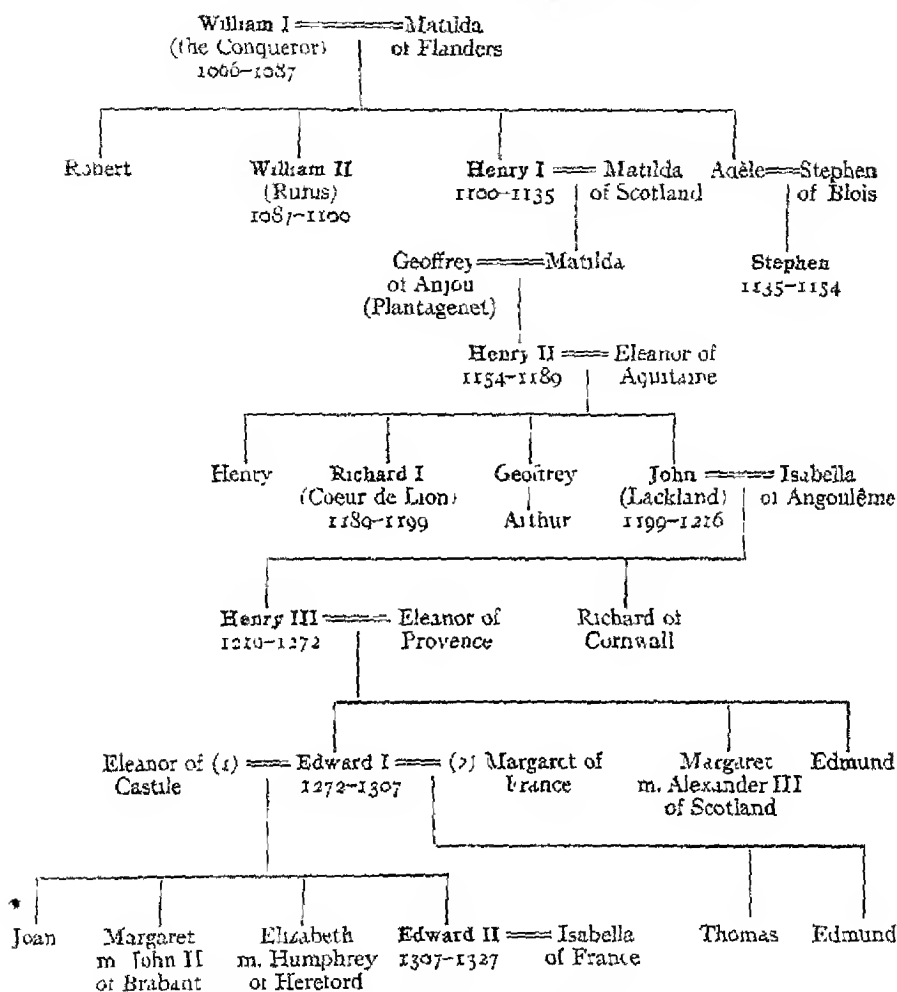 William I Matilda
(the Conqueror) of Flanders
1066–1087
Robert William II Henry I Matilda Adèle Stephen
(Rufus) 1100–1135 of Scotland of Blois
1087–1100
Geoffrey Matilda Stephen
of Anjou 1135–1154
(Plantagenet)
Henry II Eleanor of
1154–1189 Aquitaine
Henry Richard I Geoffrey John Isabella
(Coeur de Lion) (Lackland) of Angoulême
1189–1199 Arthur 1199–1216
Henry III Eleanor of Richard of
1216–1272 Provence Cornwall
Eleanor of (1) Edward I (2) Margaret of Margaret Edmund
Castile 1272–1307 France m. Alexander III
of Scotland
Joan Margaret Elizabeth Edward II Isabella Thomas Edmund
m. John II m. Humphrey 1307–1327 of France
of Brabant of Hereford